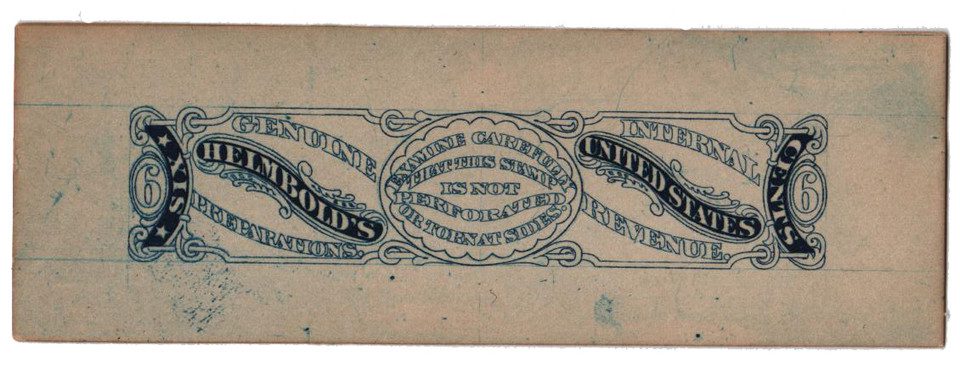 6
SIX
GENUINE
HELMBOLD'S
PREPARATIONS.
EXAMINE CAREFULLY
THAT THIS STAMP
IS NOT
PERFORATED
OR TORN AT SIDES.
INTERNAL
UNITED STATES
REVENUE.
CENTS
6